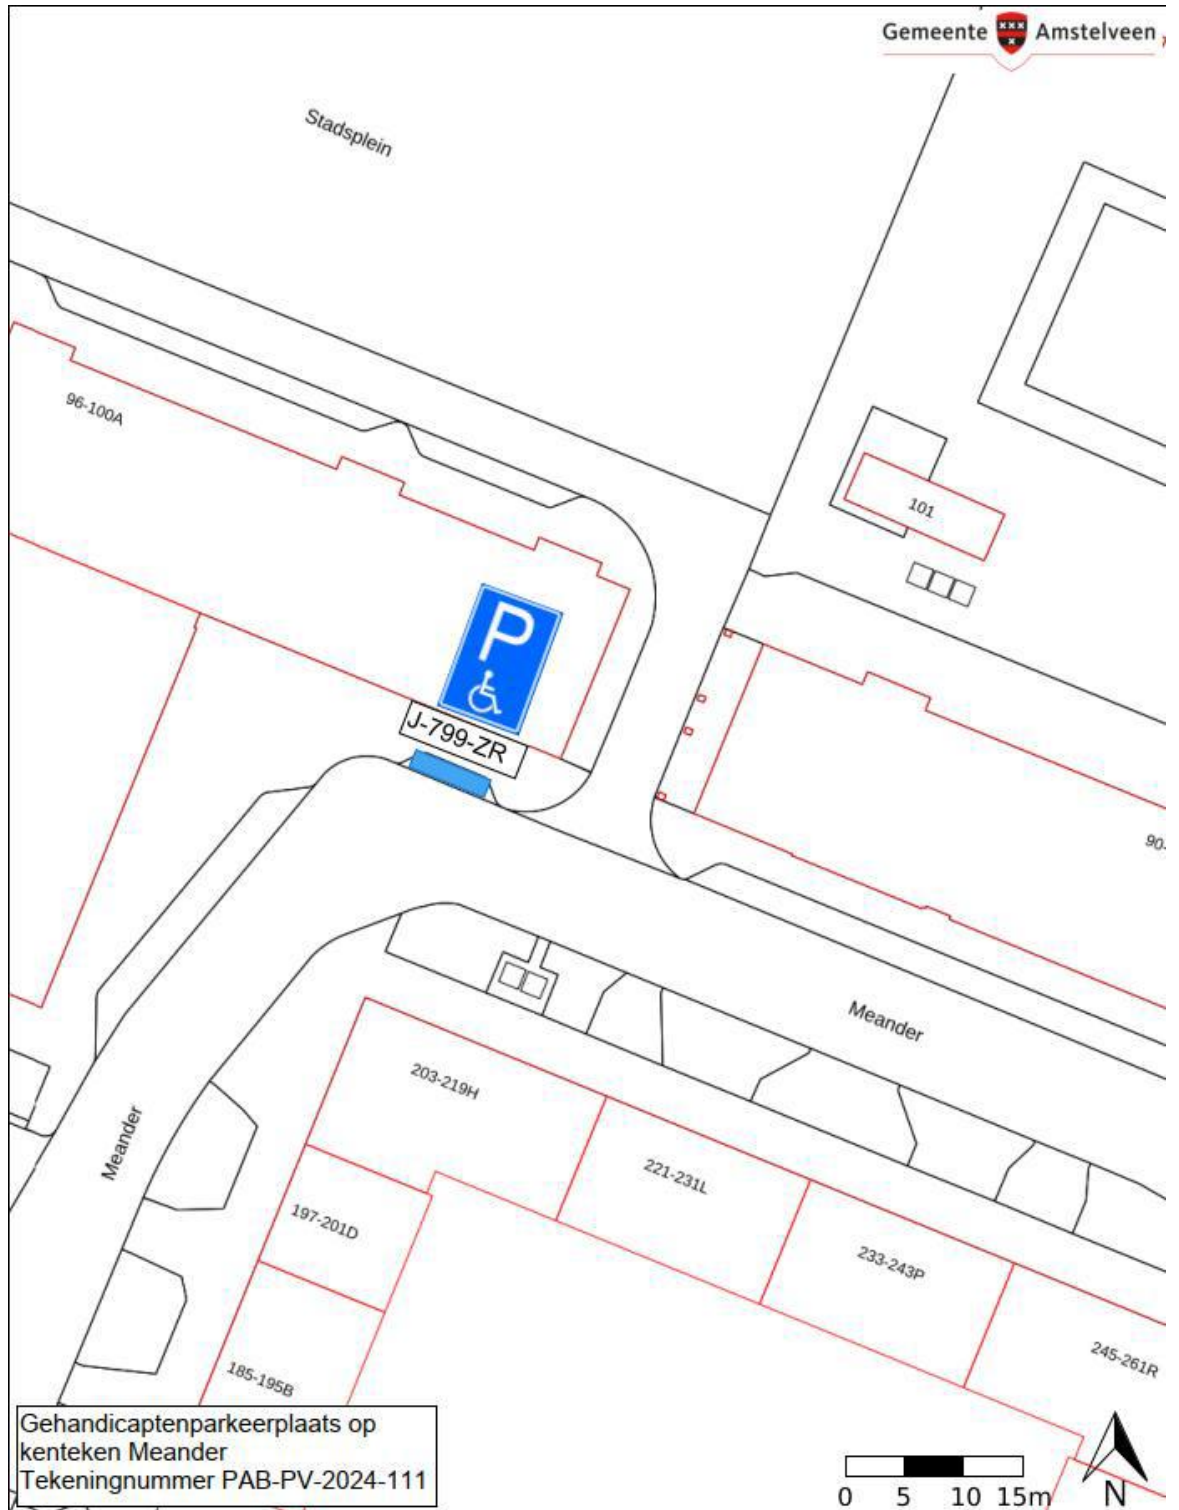 Gemeente Amstelveen
Stadsplein
96-100A
101
P
J-799-ZR
90-
Meander
203-219H
Meander
221-231L
197-201D
233-243P
245-261R
185-195B
Gehandicaptenparkeerplaats op
kenteken Meander
Tekeningnummer PAB-PV-2024-111
0 5 10 15m
N